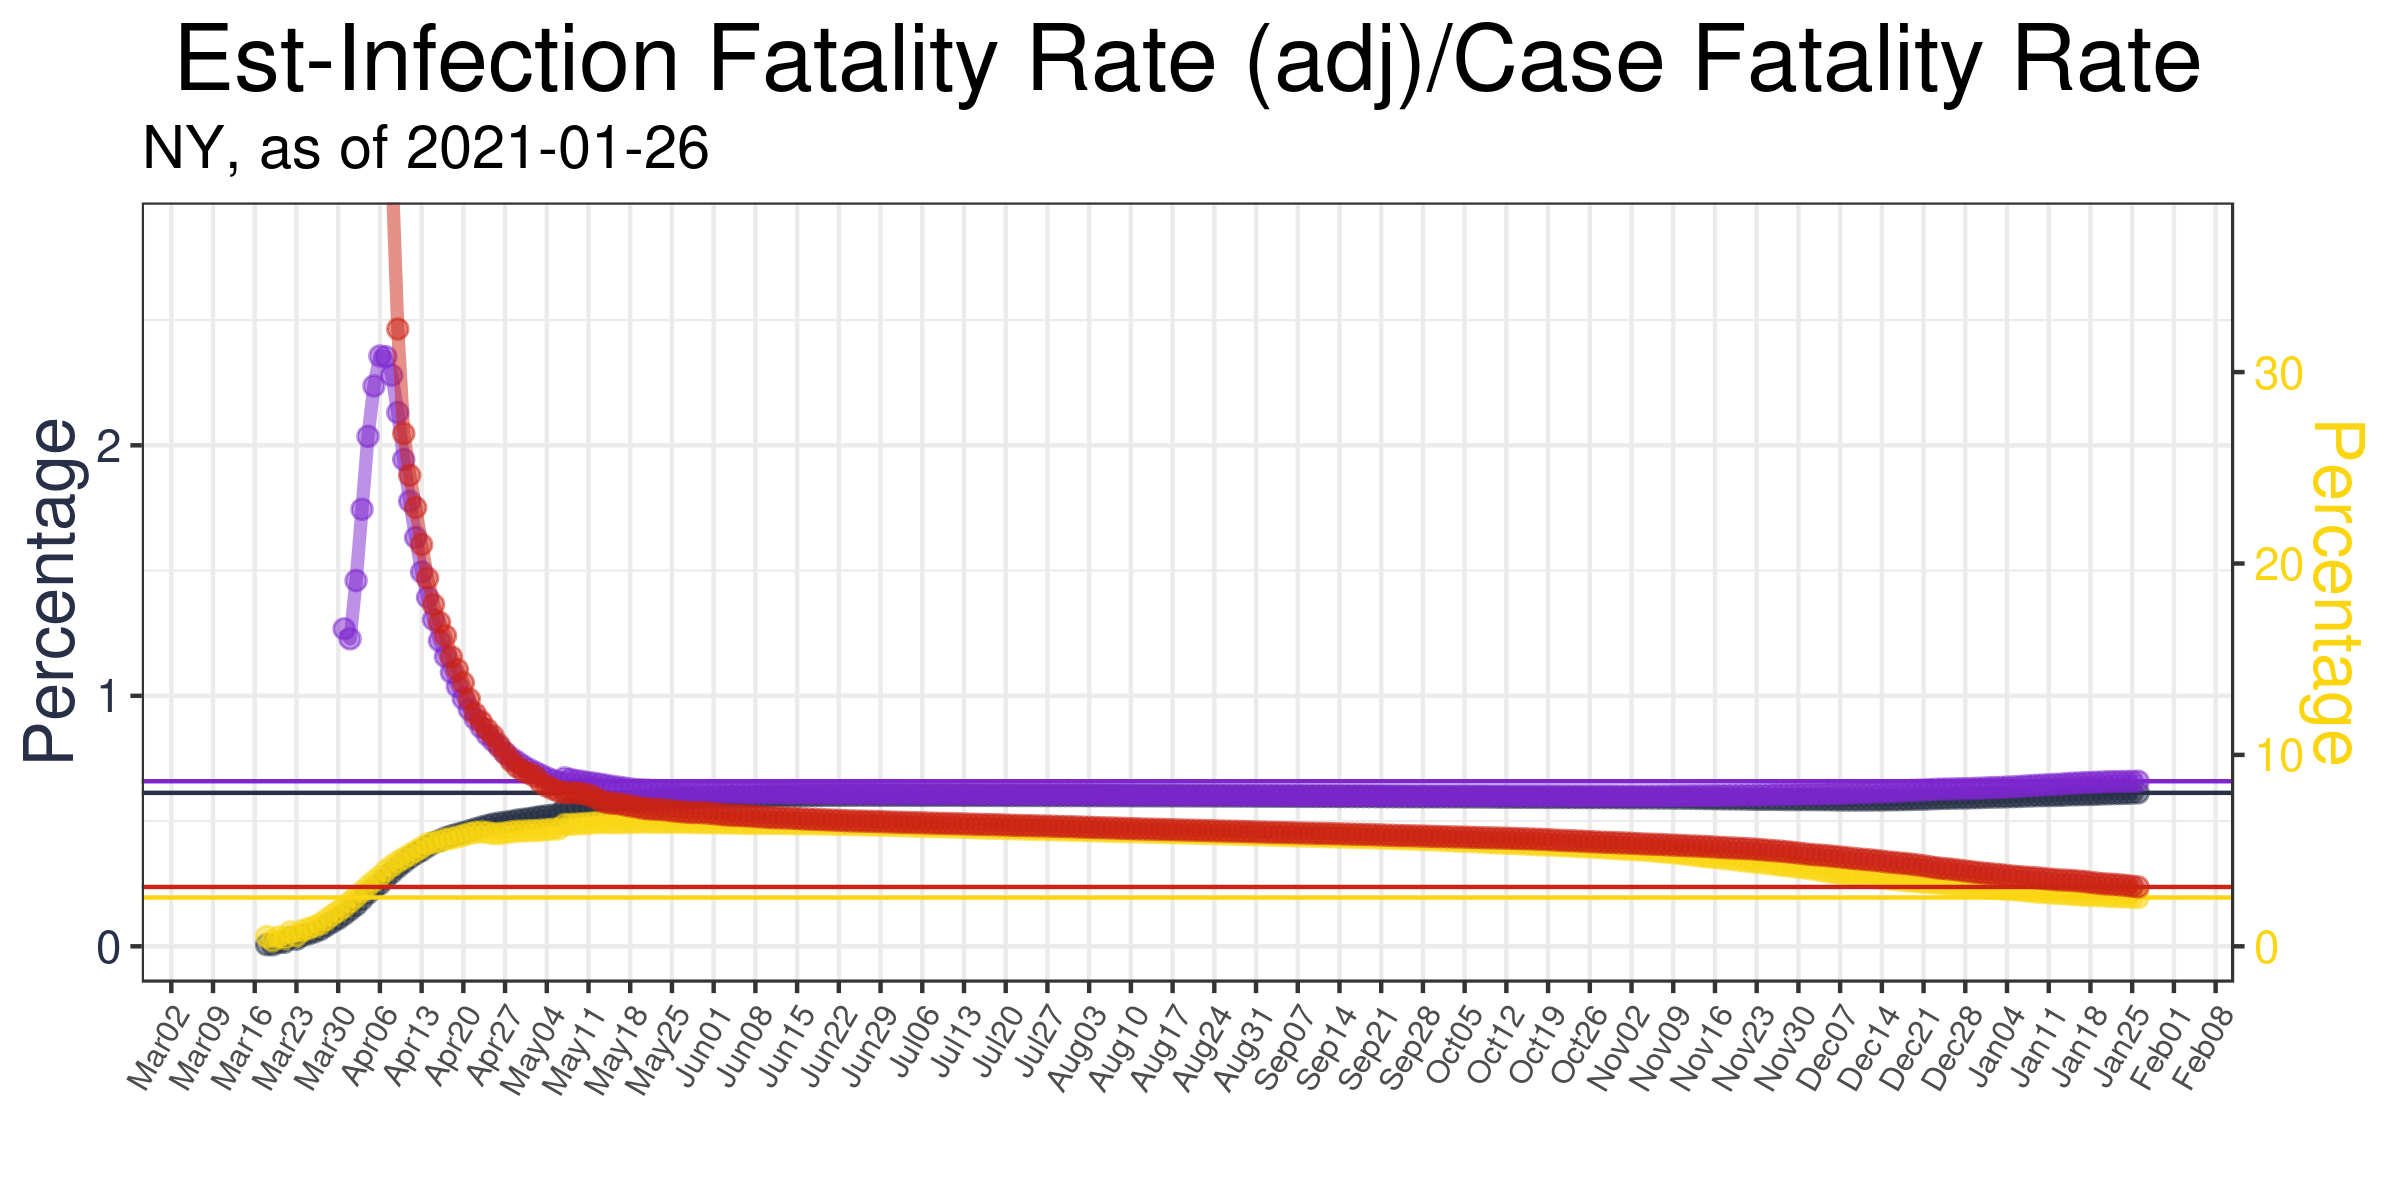 Est-Infection Fatality Rate (adj)/Case Fatality Rate
NY, as of 2021-01-26
Percentage
2
1
0
30
20
10
0
Percentage
Mar02
Mar09
Mar16
Mar23
Mar30
Apr06
Apr13
Apr20
Apr27
May04
May11
May18
May25
Jun01
Jun08
Jun15
Jun22
Jun29
Jul06
Jul13
Jul20
Jul27
Aug03
Aug10
Aug17
Aug24
Aug31
Sep07
Sep14
Sep21
Sep28
Oct05
Oct12
Oct19
Oct26
Nov02
Nov09
Nov16
Nov23
Nov30
Dec07
Dec14
Dec21
Dec28
Jan04
Jan11
Jan18
Jan25
Feb01
Feb08